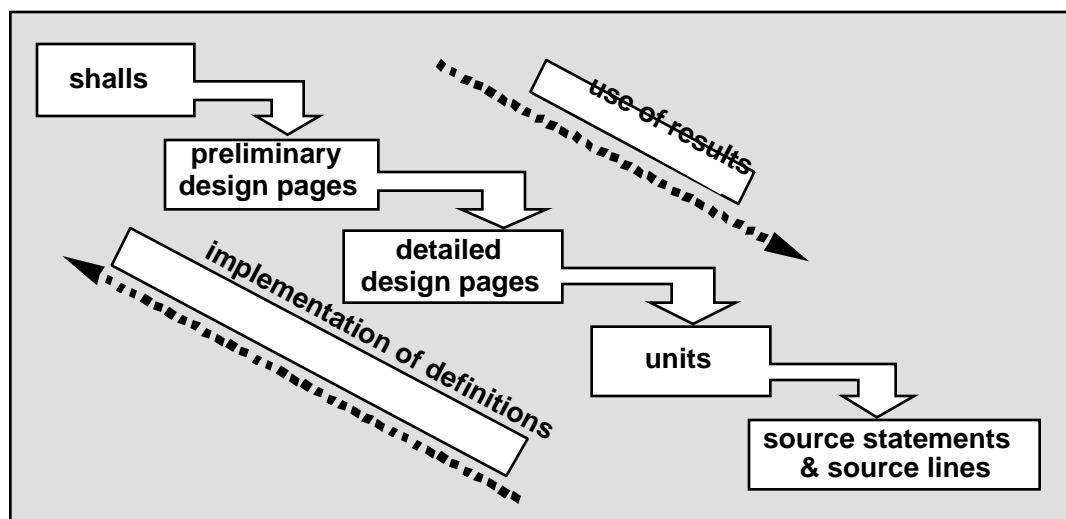 shalls
use of results
preliminary
design pages
detailed
design pages
implementation of definitions
units
source statements
& source lines